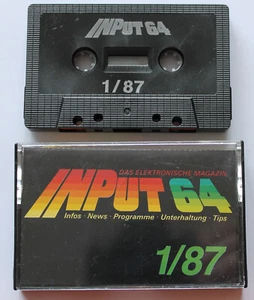 INPUT 64
1/87
DAS ELEKTRONISCHE MAGAZIN
INPUT 64
Infos · News · Programme · Unterhaltung · Tips
1/87